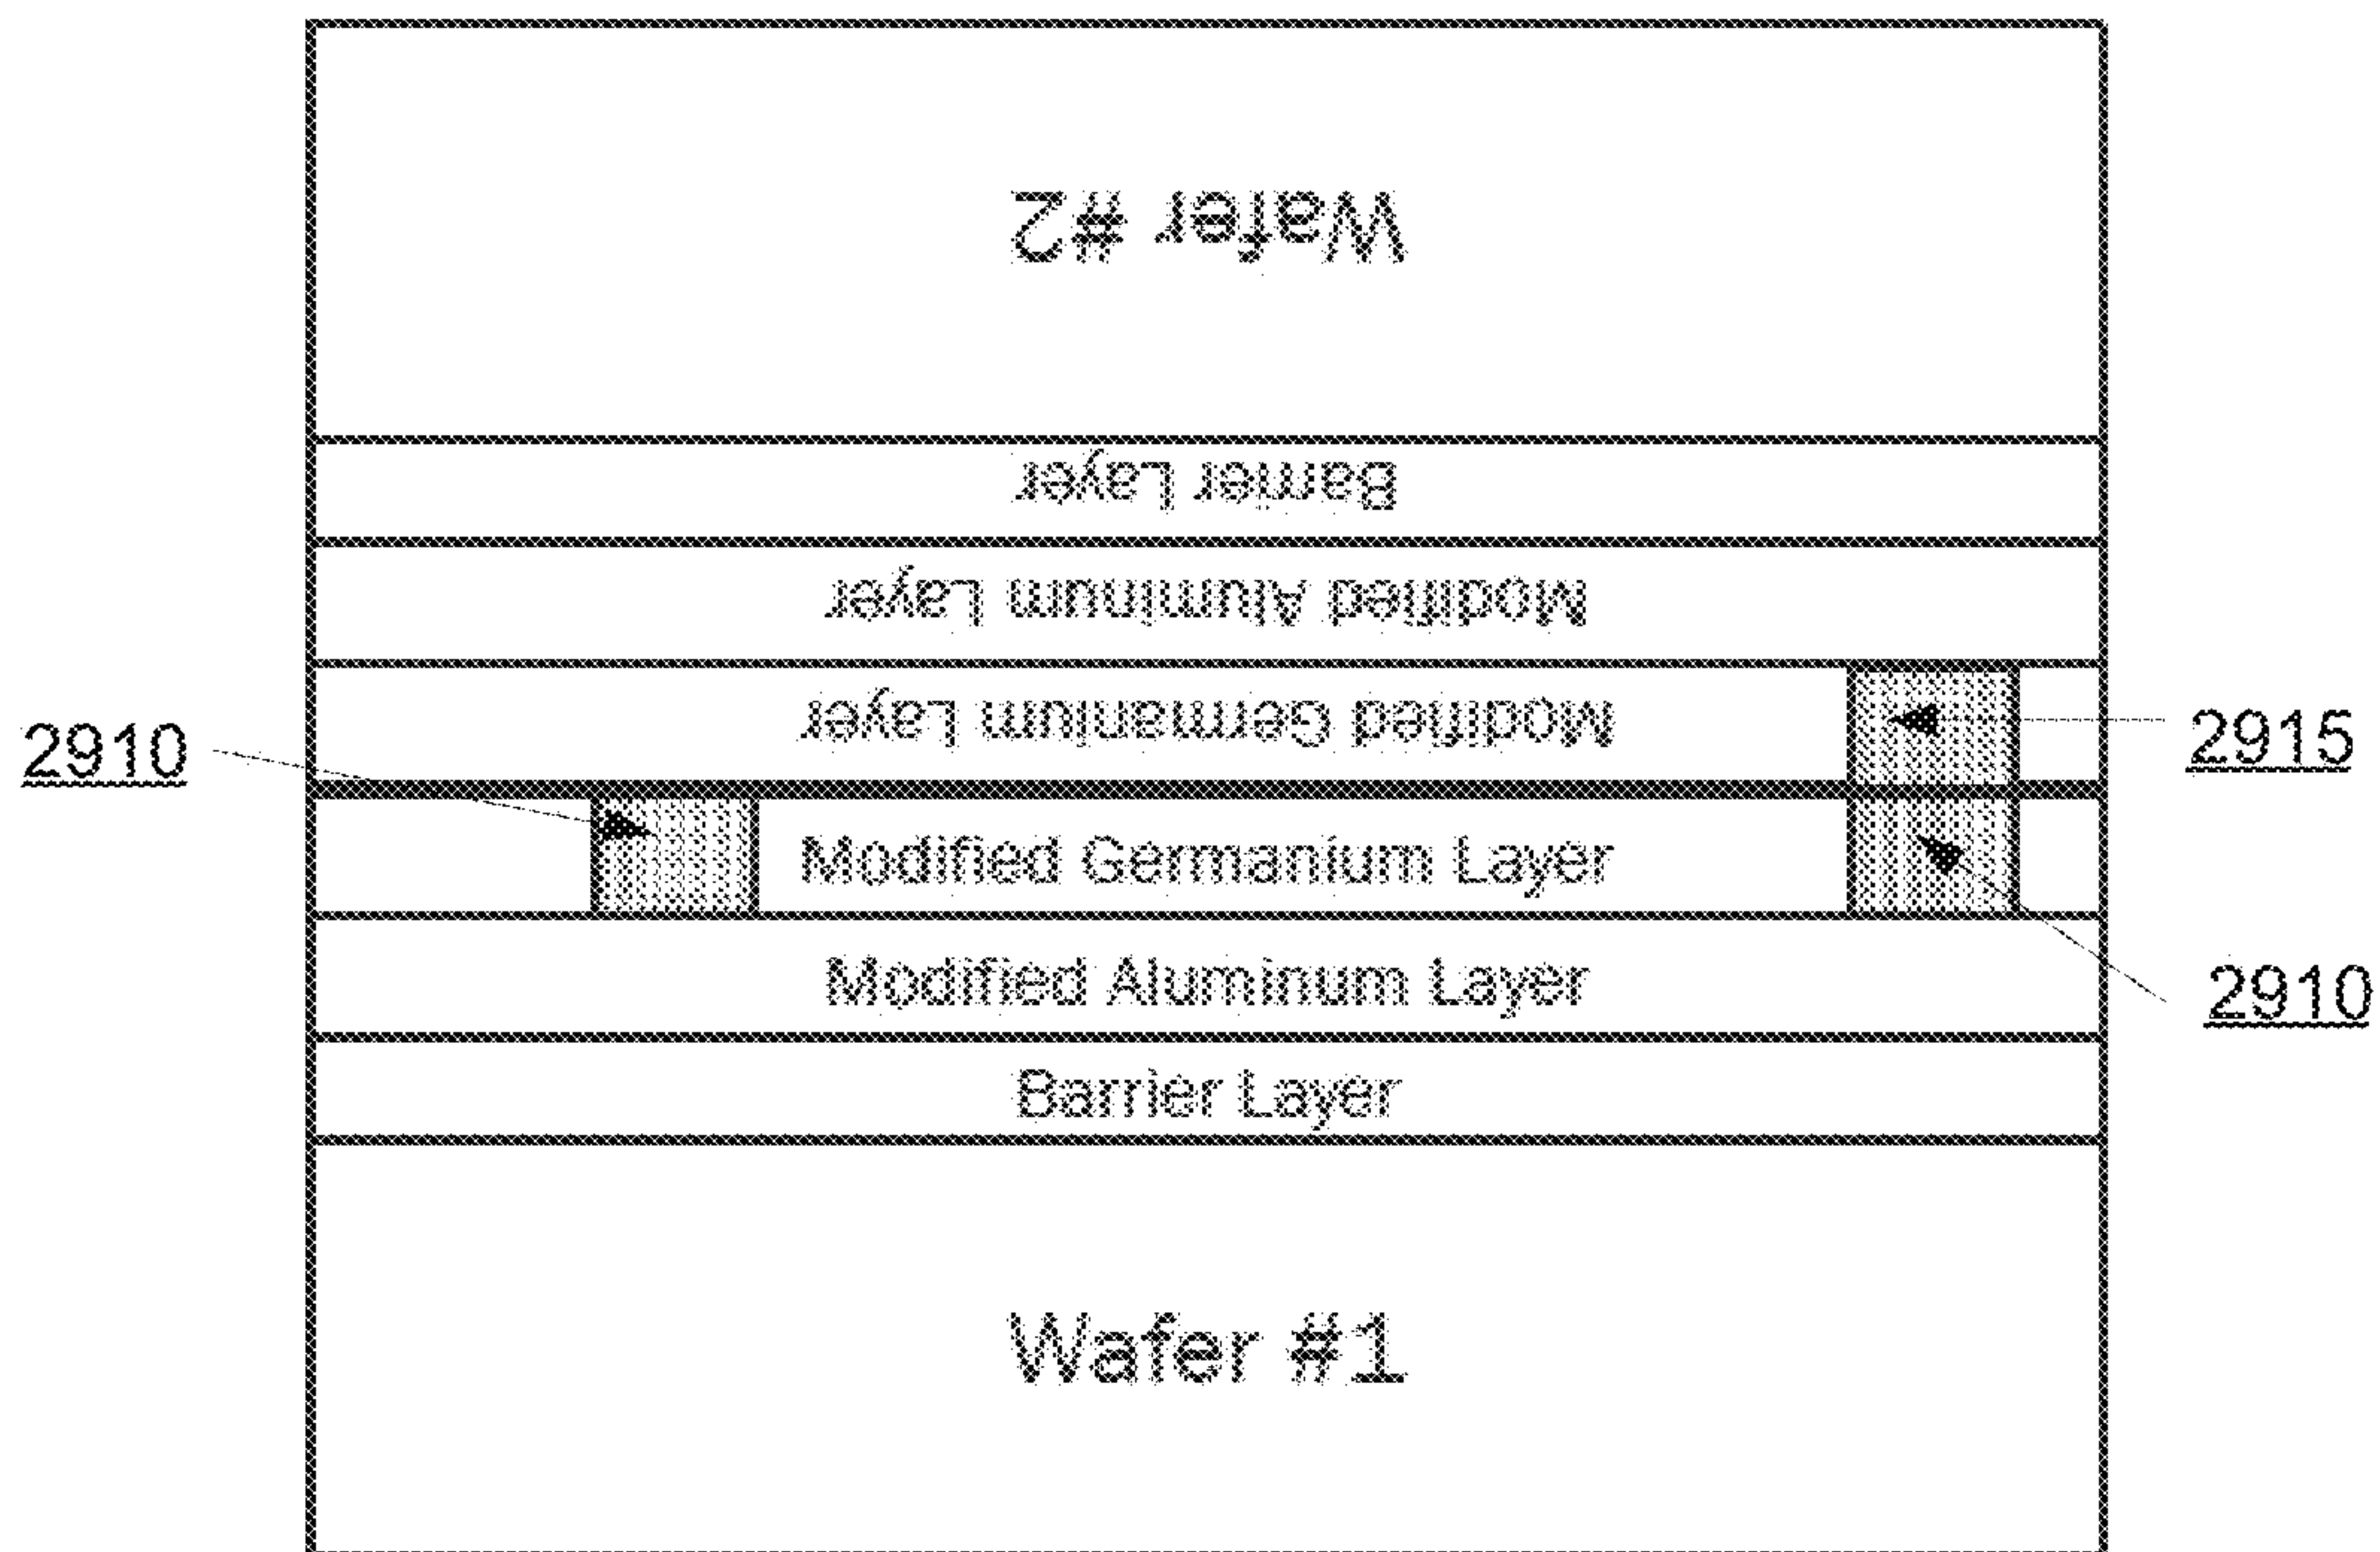 Wafer #2
Barrier Layer
Modified Aluminum Layer
Modified Germanium Layer
2915
2910
Modified Germanium Layer
Modified Aluminum Layer
2910
Barrier Layer
Wafer #1